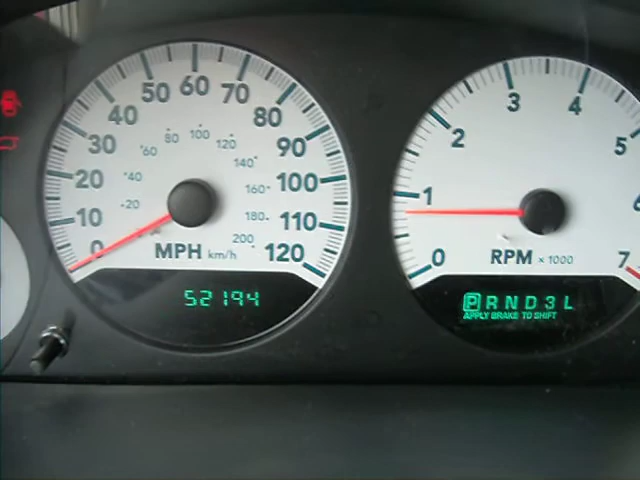 0 10 20 30 40 50 60 70 80 90 100 110 120
20 40 60 80 100 120 140 160 180 200
MPH km/h
52194
0 1 2 3 4 5 6 7
RPM × 1000
P R N D 3 L
APPLY BRAKE TO SHIFT